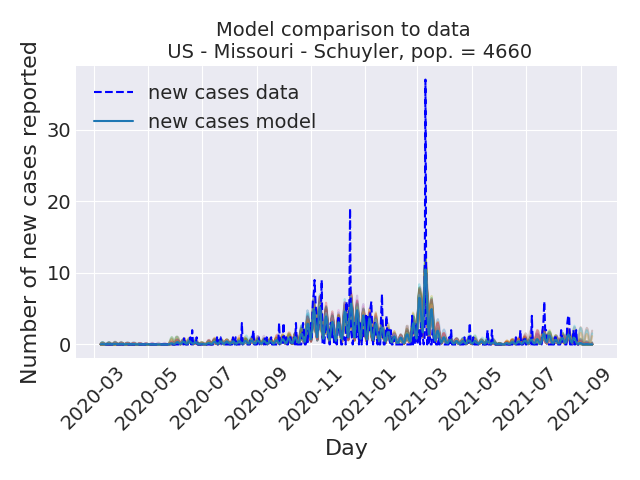 Model comparison to data
US - Missouri - Schuyler, pop. = 4660
Number of new cases reported
new cases data
new cases model
30
20
10
0
2020-03
2020-05
2020-07
2020-09
2020-11
2021-01
2021-03
2021-05
2021-07
2021-09
Day